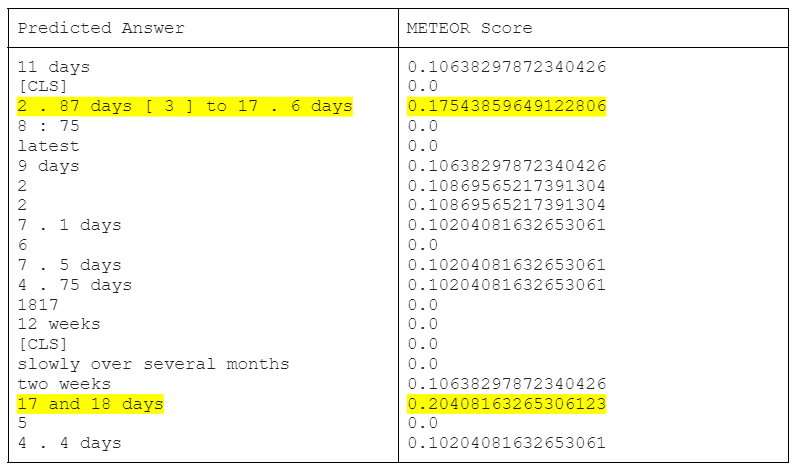 Predicted Answer METEOR Score
11 days 0.10638297872340426
[CLS] 0.0
2 . 87 days [ 3 ] to 17 . 6 days 0.17543859649122806
8 : 75 0.0
latest 0.0
9 days 0.10638297872340426
2 0.10869565217391304
2 0.10869565217391304
7 . 1 days 0.10204081632653061
6 0.0
7 . 5 days 0.10204081632653061
4 . 75 days 0.10204081632653061
1817 0.0
12 weeks 0.0
[CLS] 0.0
slowly over several months 0.0
two weeks 0.10638297872340426
17 and 18 days 0.20408163265306123
5 0.0
4 . 4 days 0.10204081632653061